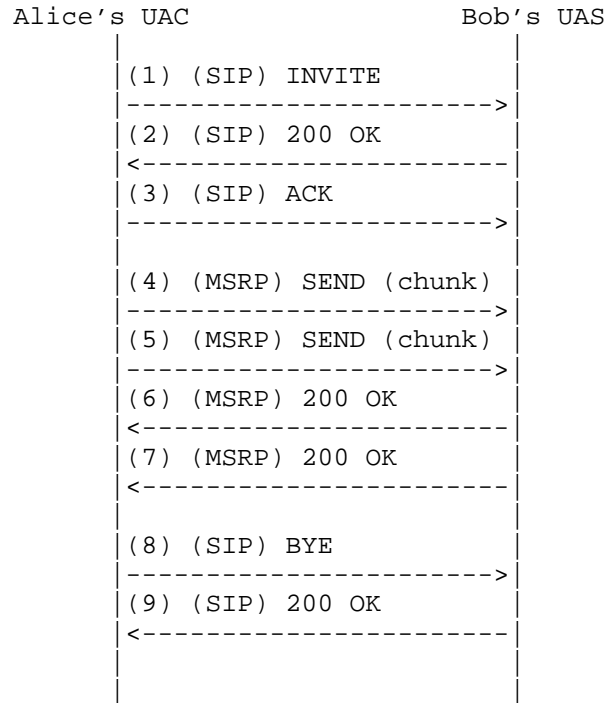 Alice's UAC Bob's UAS
(1) (SIP) INVITE
(2) (SIP) 200 OK
(3) (SIP) ACK
(4) (MSRP) SEND (chunk)
(5) (MSRP) SEND (chunk)
(6) (MSRP) 200 OK
(7) (MSRP) 200 OK
(8) (SIP) BYE
(9) (SIP) 200 OK